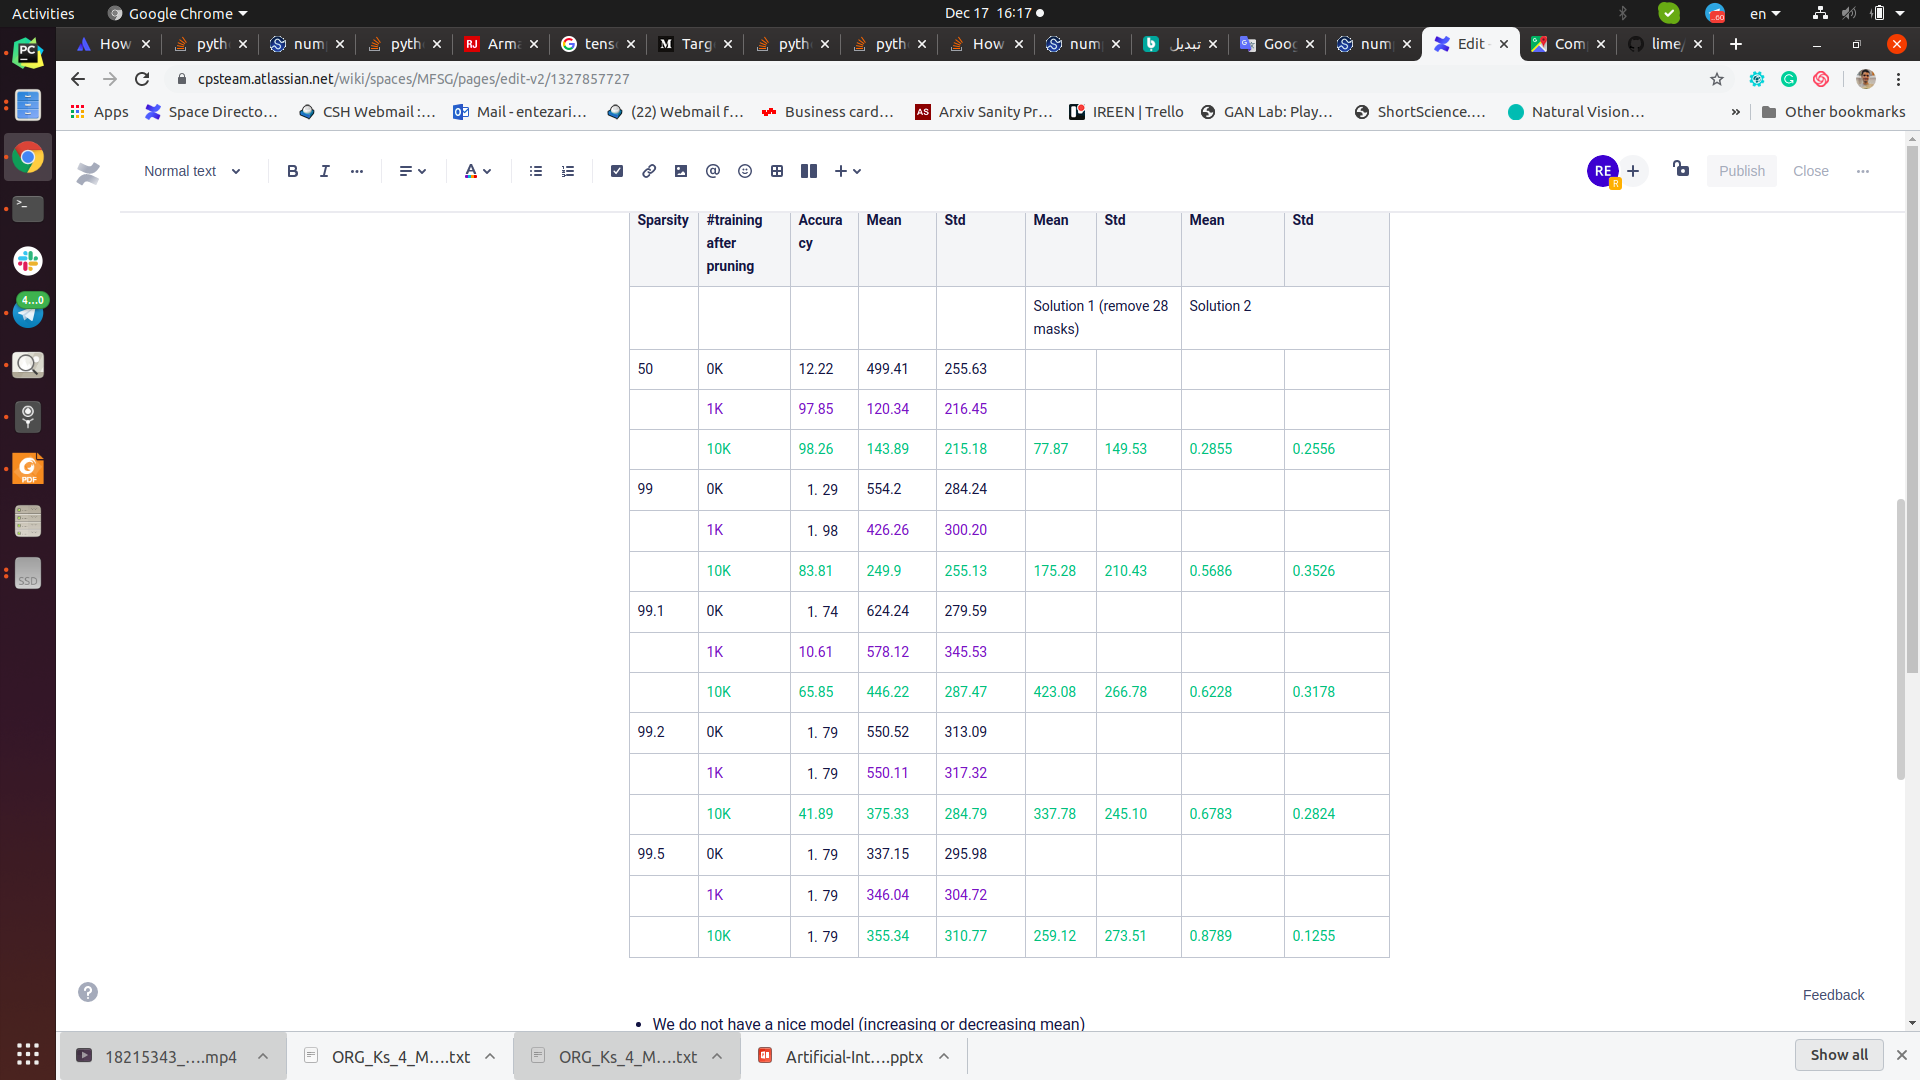 Activities
Google Chrome
Dec 17 16:17
en
How
pyth
num
pyth
Arma
tens
Targ
pyth
pyth
How
num
تبدیل
Goog
num
Edit
Com
lime/
cpsteam.atlassian.net/wiki/spaces/MFSG/pages/edit-v2/1327857727
Apps
Space Directo...
CSH Webmail :...
Mail - entezari...
(22) Webmail f...
Business card...
Arxiv Sanity Pr...
IREEN | Trello
GAN Lab: Play...
ShortScience....
Natural Vision...
»
Other bookmarks
Normal text
B I ...
A
RE
R
Publish
Close
...
Sparsity #training after pruning Accuracy Mean Std Mean Std Mean Std
Solution 1 (remove 28 masks) Solution 2
50 0K 12.22 499.41 255.63
1K 97.85 120.34 216.45
10K 98.26 143.89 215.18 77.87 149.53 0.2855 0.2556
99 0K 1. 29 554.2 284.24
1K 1. 98 426.26 300.20
10K 83.81 249.9 255.13 175.28 210.43 0.5686 0.3526
99.1 0K 1. 74 624.24 279.59
1K 10.61 578.12 345.53
10K 65.85 446.22 287.47 423.08 266.78 0.6228 0.3178
99.2 0K 1. 79 550.52 313.09
1K 1. 79 550.11 317.32
10K 41.89 375.33 284.79 337.78 245.10 0.6783 0.2824
99.5 0K 1. 79 337.15 295.98
1K 1. 79 346.04 304.72
10K 1. 79 355.34 310.77 259.12 273.51 0.8789 0.1255
Feedback
• We do not have a nice model (increasing or decreasing mean)
18215343_....mp4
ORG_Ks_4_M....txt
ORG_Ks_4_M....txt
Artificial-Int....pptx
Show all
PC
4...0
PDF
SSD